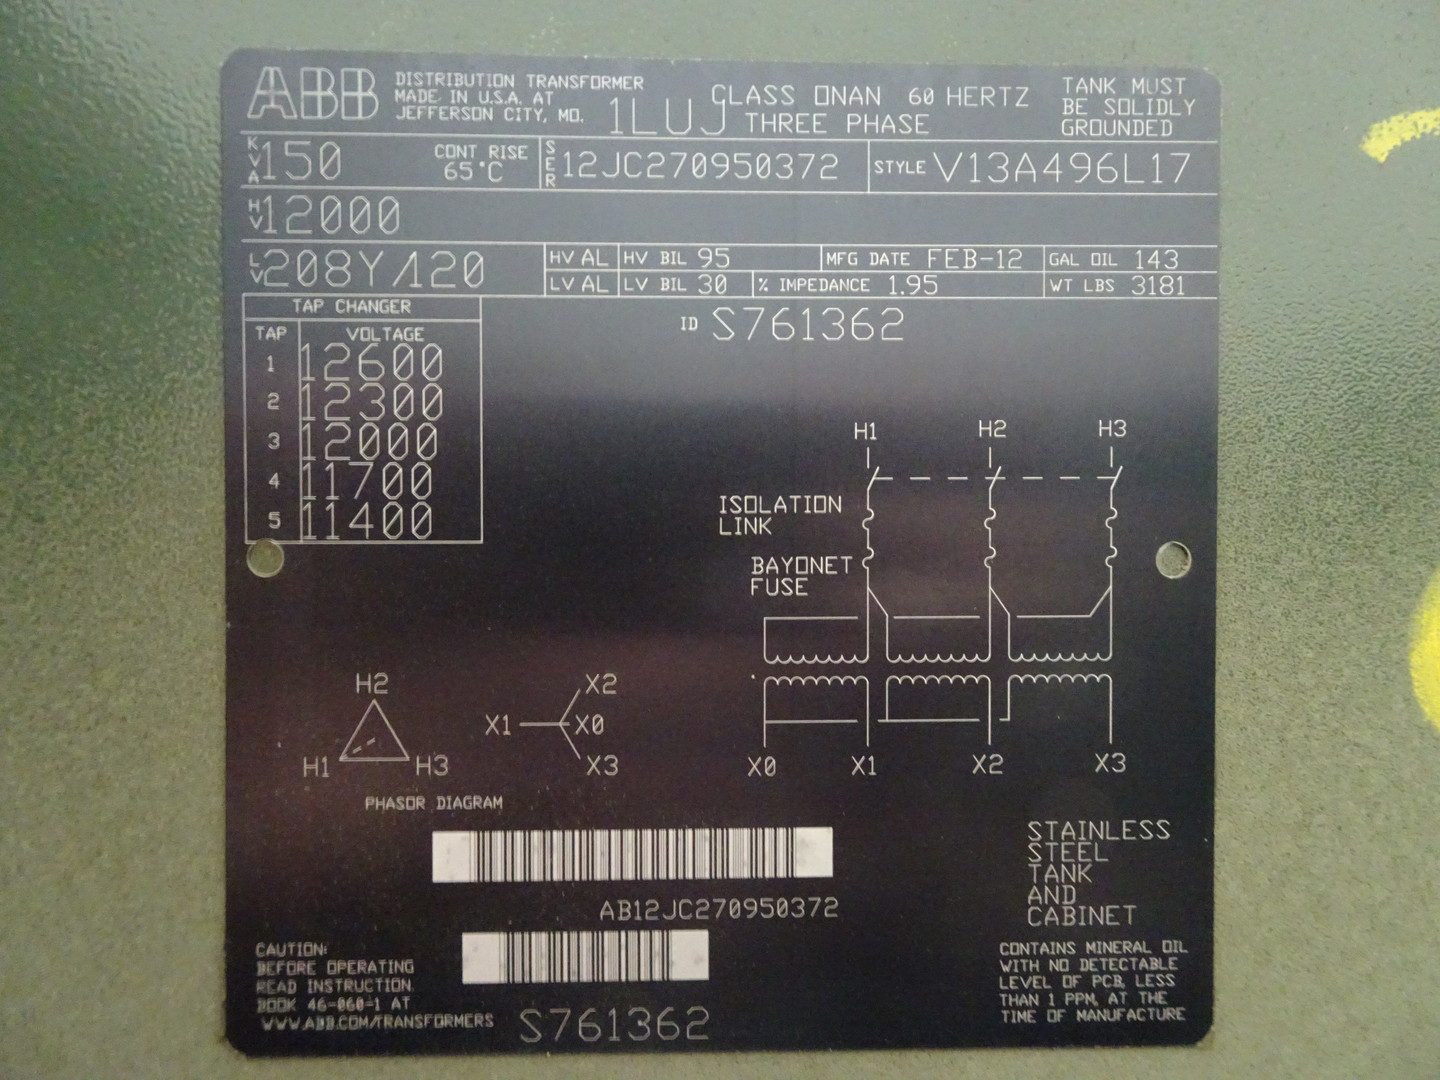 ABB DISTRIBUTION TRANSFORMER
MADE IN U.S.A. AT
JEFFERSON CITY, MO.
1LUJ
CLASS ONAN 60 HERTZ
THREE PHASE
TANK MUST
BE SOLIDLY
GROUNDED
KVA 150 CONT. RISE 65°C SER 12JC270950372 STYLE V13A496L17
HV 12000
LV 208Y/120
HV AL HV BIL 95 MFG DATE FEB-12 GAL OIL 143
LV AL LV BIL 30 % IMPEDANCE 1.95 WT LBS 3181
TAP CHANGER
TAP VOLTAGE
1 12600
2 12300
3 12000
4 11700
5 11400
ID S761362
H1 H2 H3
ISOLATION
LINK
BAYONET
FUSE
X0 X1 X2 X3
H2
H1 H3
X2
X1 X0
X3
PHASOR DIAGRAM
AB12JC270950372
STAINLESS
STEEL
TANK
AND
CABINET
CAUTION:
BEFORE OPERATING
READ INSTRUCTION
BOOK 46-060-1 AT
WWW.ABB.COM/TRANSFORMERS
S761362
CONTAINS MINERAL OIL
WITH NO DETECTABLE
LEVEL OF PCB, LESS
THAN 1 PPM, AT THE
TIME OF MANUFACTURE